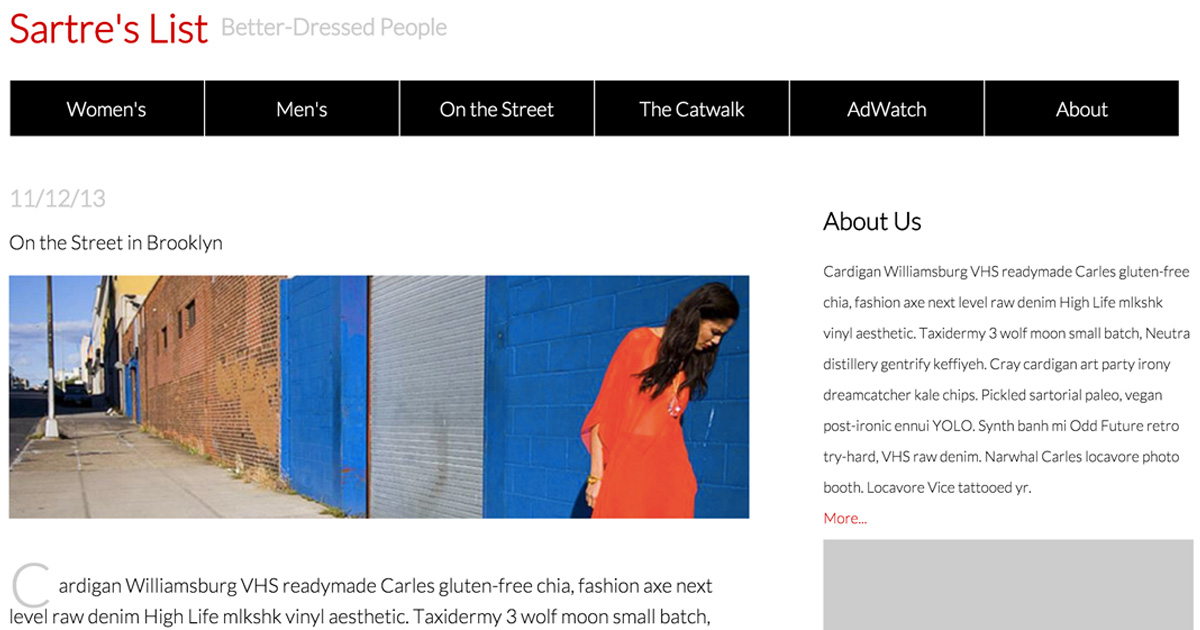 Sartre's List Better-Dressed People
Women's Men's On the Street The Catwalk AdWatch About
11/12/13
On the Street in Brooklyn
Cardigan Williamsburg VHS readymade Carles gluten-free chia, fashion axe next
level raw denim High Life mlkshk vinyl aesthetic. Taxidermy 3 wolf moon small batch,
About Us
Cardigan Williamsburg VHS readymade Carles gluten-free
chia, fashion axe next level raw denim High Life mlkshk
vinyl aesthetic. Taxidermy 3 wolf moon small batch, Neutra
distillery gentrify keffiyeh. Cray cardigan art party irony
dreamcatcher kale chips. Pickled sartorial paleo, vegan
post-ironic ennui YOLO. Synth banh mi Odd Future retro
try-hard, VHS raw denim. Narwhal Carles locavore photo
booth. Locavore Vice tattooed yr.
More...